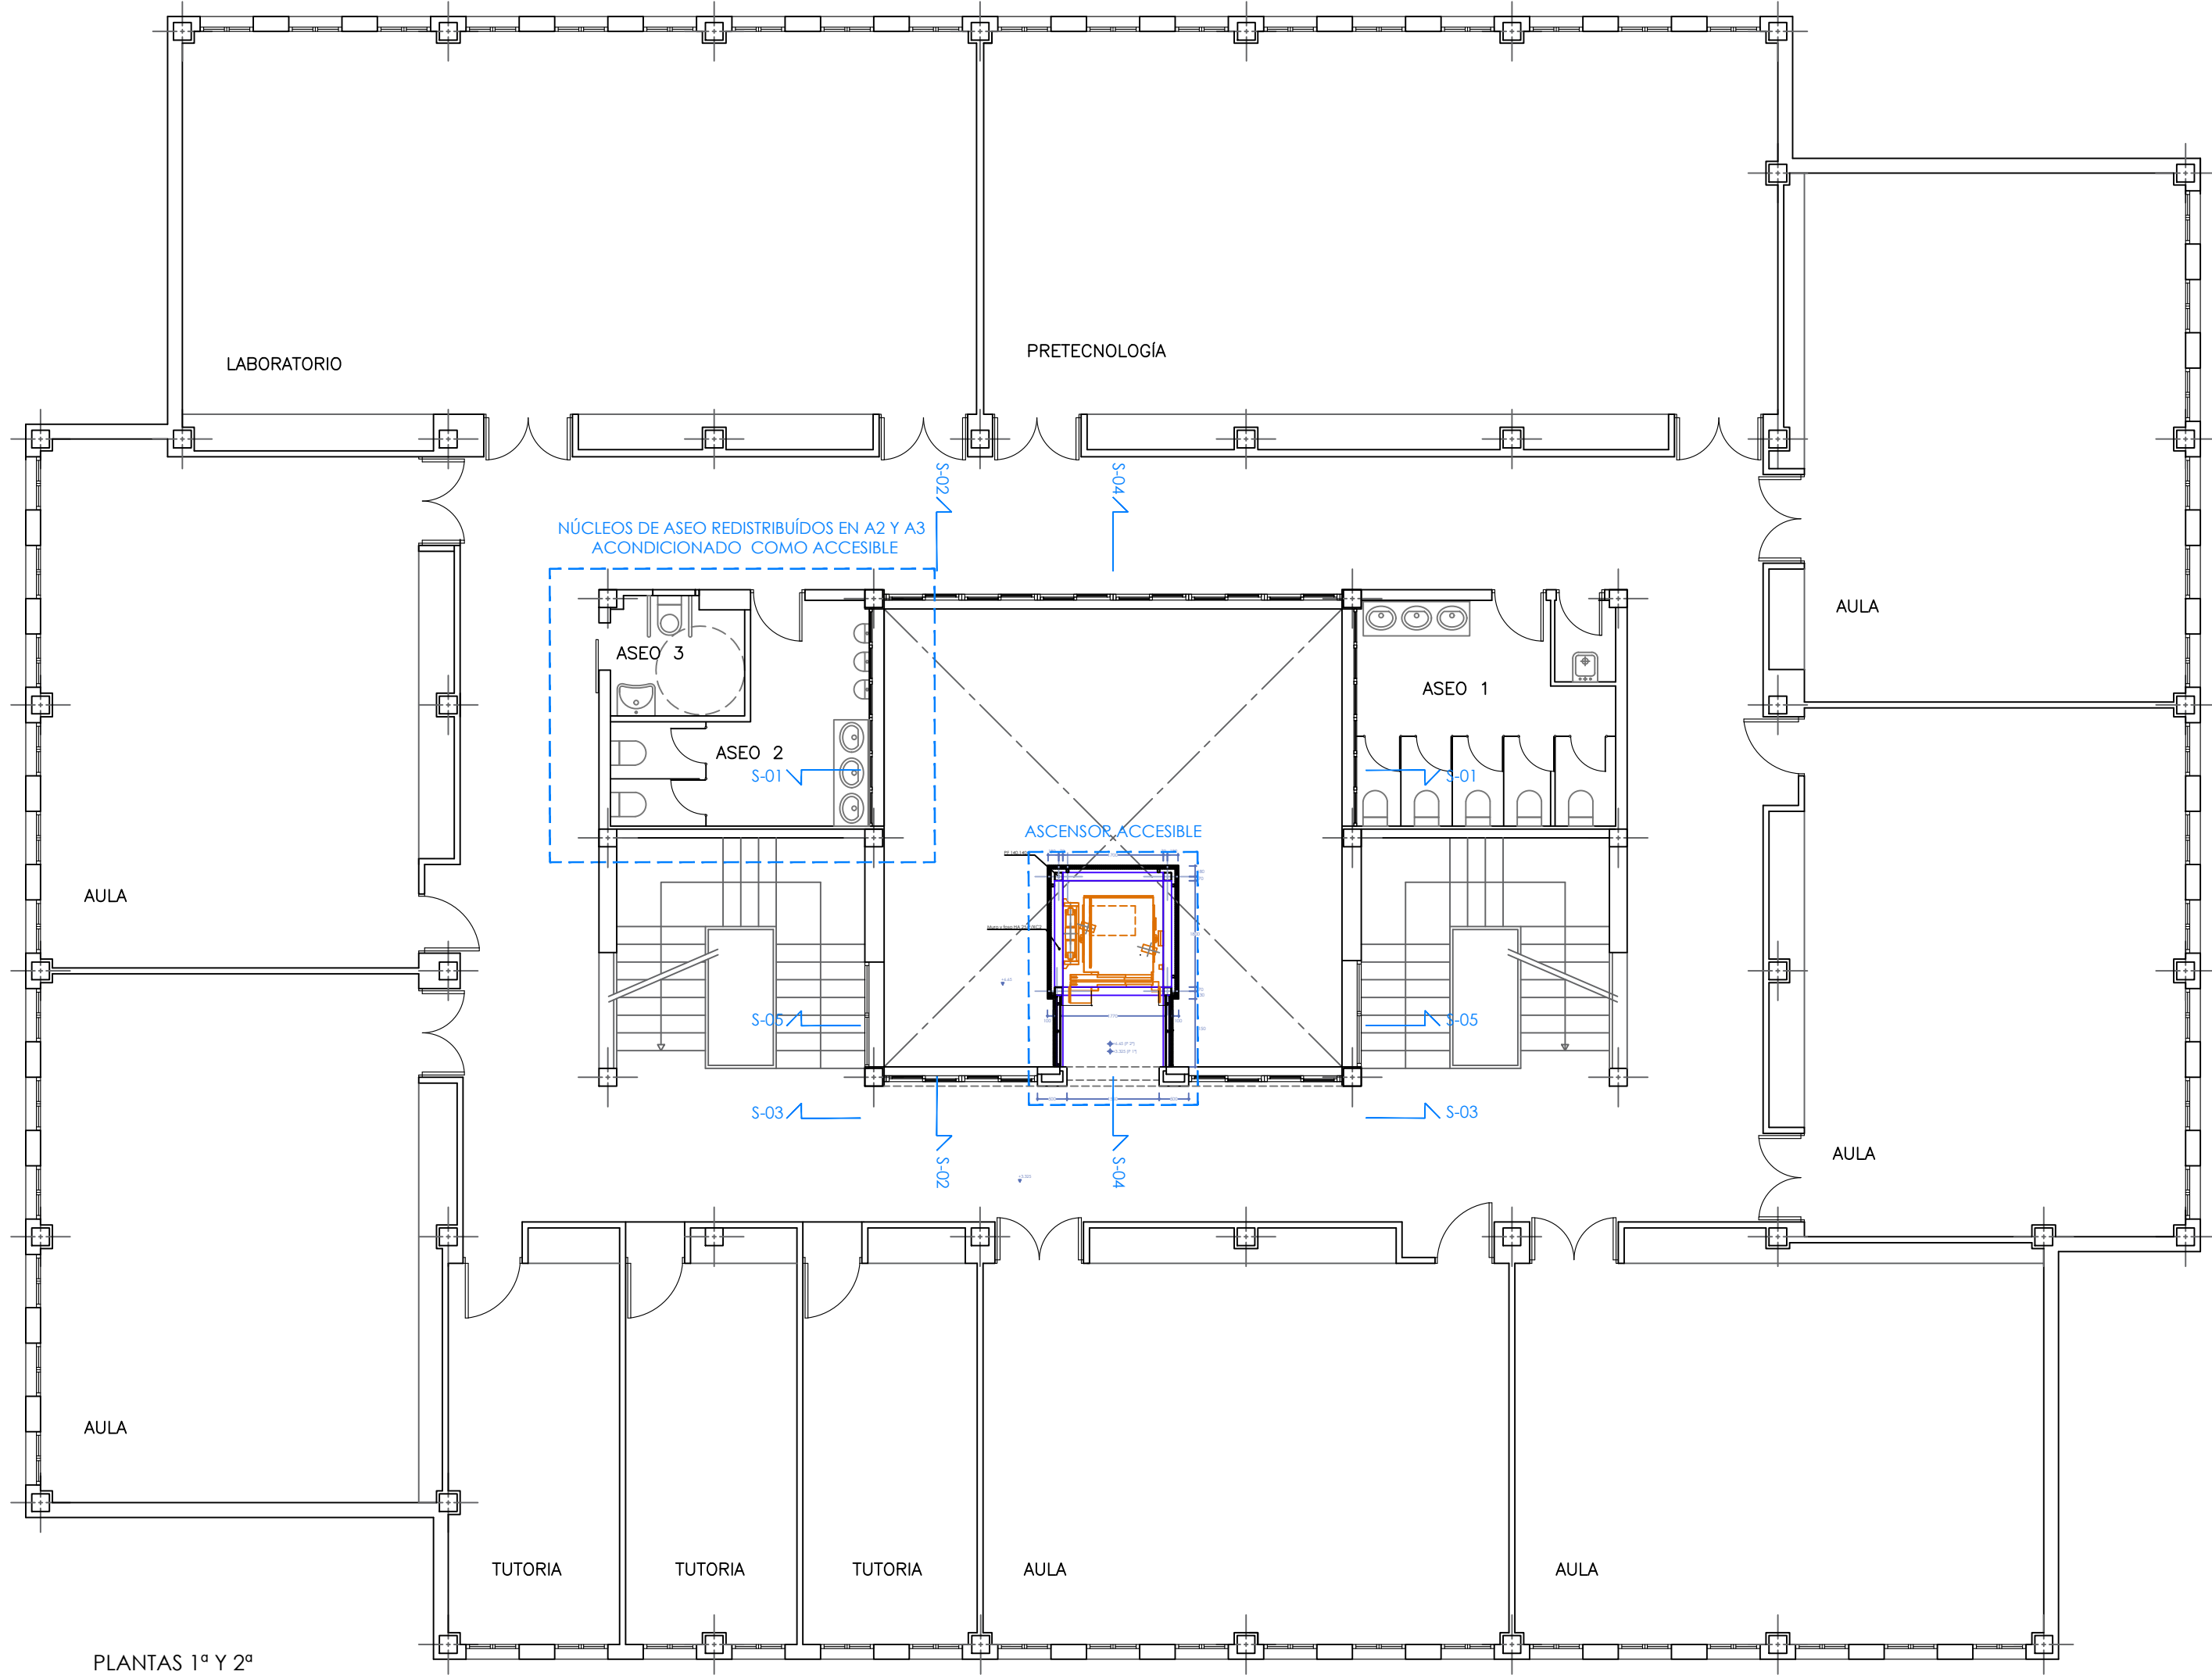 LABORATORIO
PRETECNOLOGÍA
S-02
S-04
NÚCLEOS DE ASEO REDISTRIBUÍDOS EN A2 Y A3
ACONDICIONADO COMO ACCESIBLE
AULA
ASEO 3
ASEO 1
ASEO 2
S-01
S-01
ASCENSOR ACCESIBLE
AULA
S-05
S-05
S-03
S-03
S-02
S-04
AULA
AULA
TUTORIA
TUTORIA
TUTORIA
AULA
AULA
PLANTAS 1ª Y 2ª